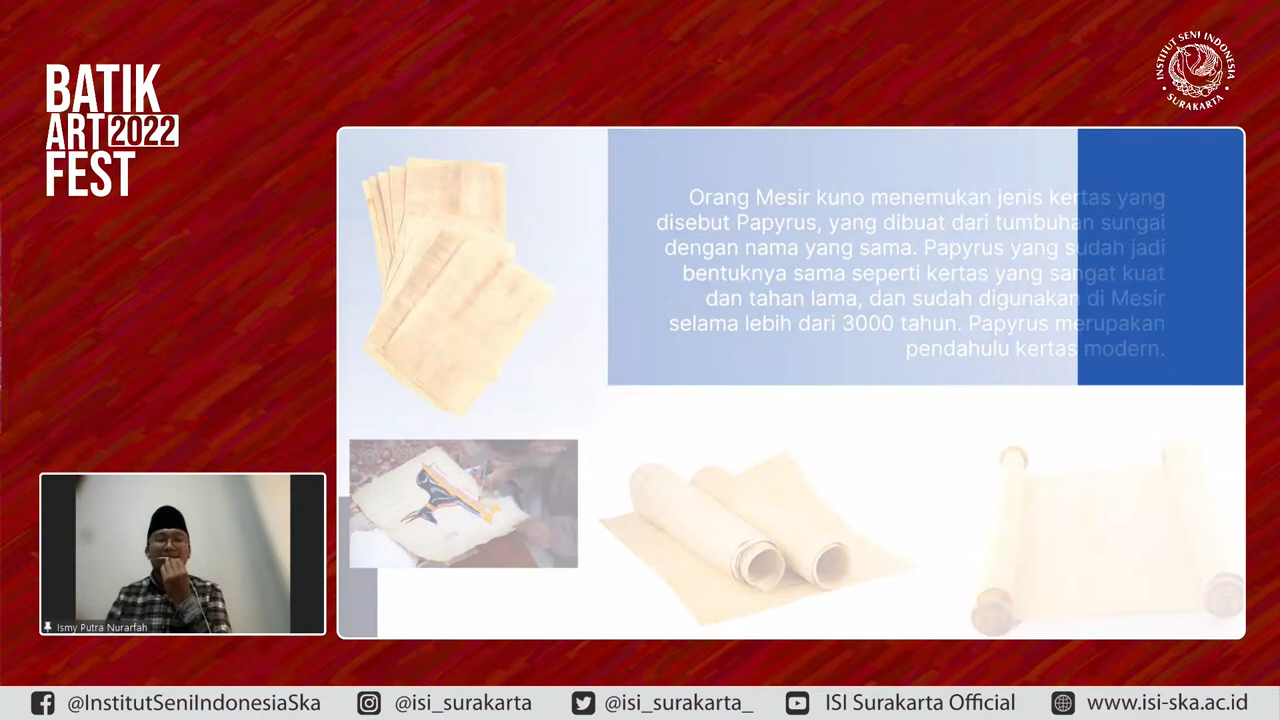 BATIK
ART 2022
FEST
INSTITUT SENI INDONESIA
• SURAKARTA •
Orang Mesir kuno menemukan jenis kertas yang
disebut Papyrus, yang dibuat dari tumbuhan sungai
dengan nama yang sama. Papyrus yang sudah jadi
bentuknya sama seperti kertas yang sangat kuat
dan tahan lama, dan sudah digunakan di Mesir
selama lebih dari 3000 tahun. Papyrus merupakan
pendahulu kertas modern.
Ismy Putra Nurarfah
@InstitutSeniIndonesiaSka
@isi_surakarta
@isi_surakarta_
ISI Surakarta Official
www.isi-ska.ac.id